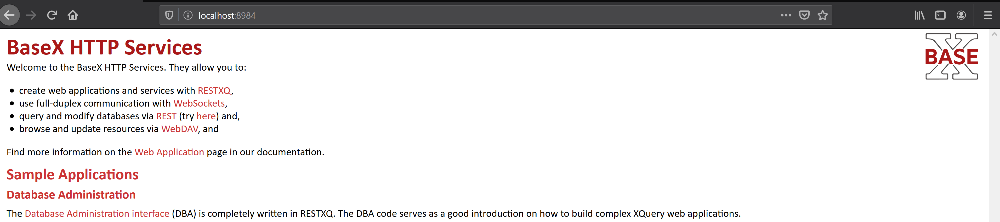 localhost:8984
BaseX HTTP Services
X
BASE
Welcome to the BaseX HTTP Services. They allow you to:
• create web applications and services with RESTXQ,
• use full-duplex communication with WebSockets,
• query and modify databases via REST (try here) and,
• browse and update resources via WebDAV, and
Find more information on the Web Application page in our documentation.
Sample Applications
Database Administration
The Database Administration interface (DBA) is completely written in RESTXQ. The DBA code serves as a good introduction on how to build complex XQuery web applications.